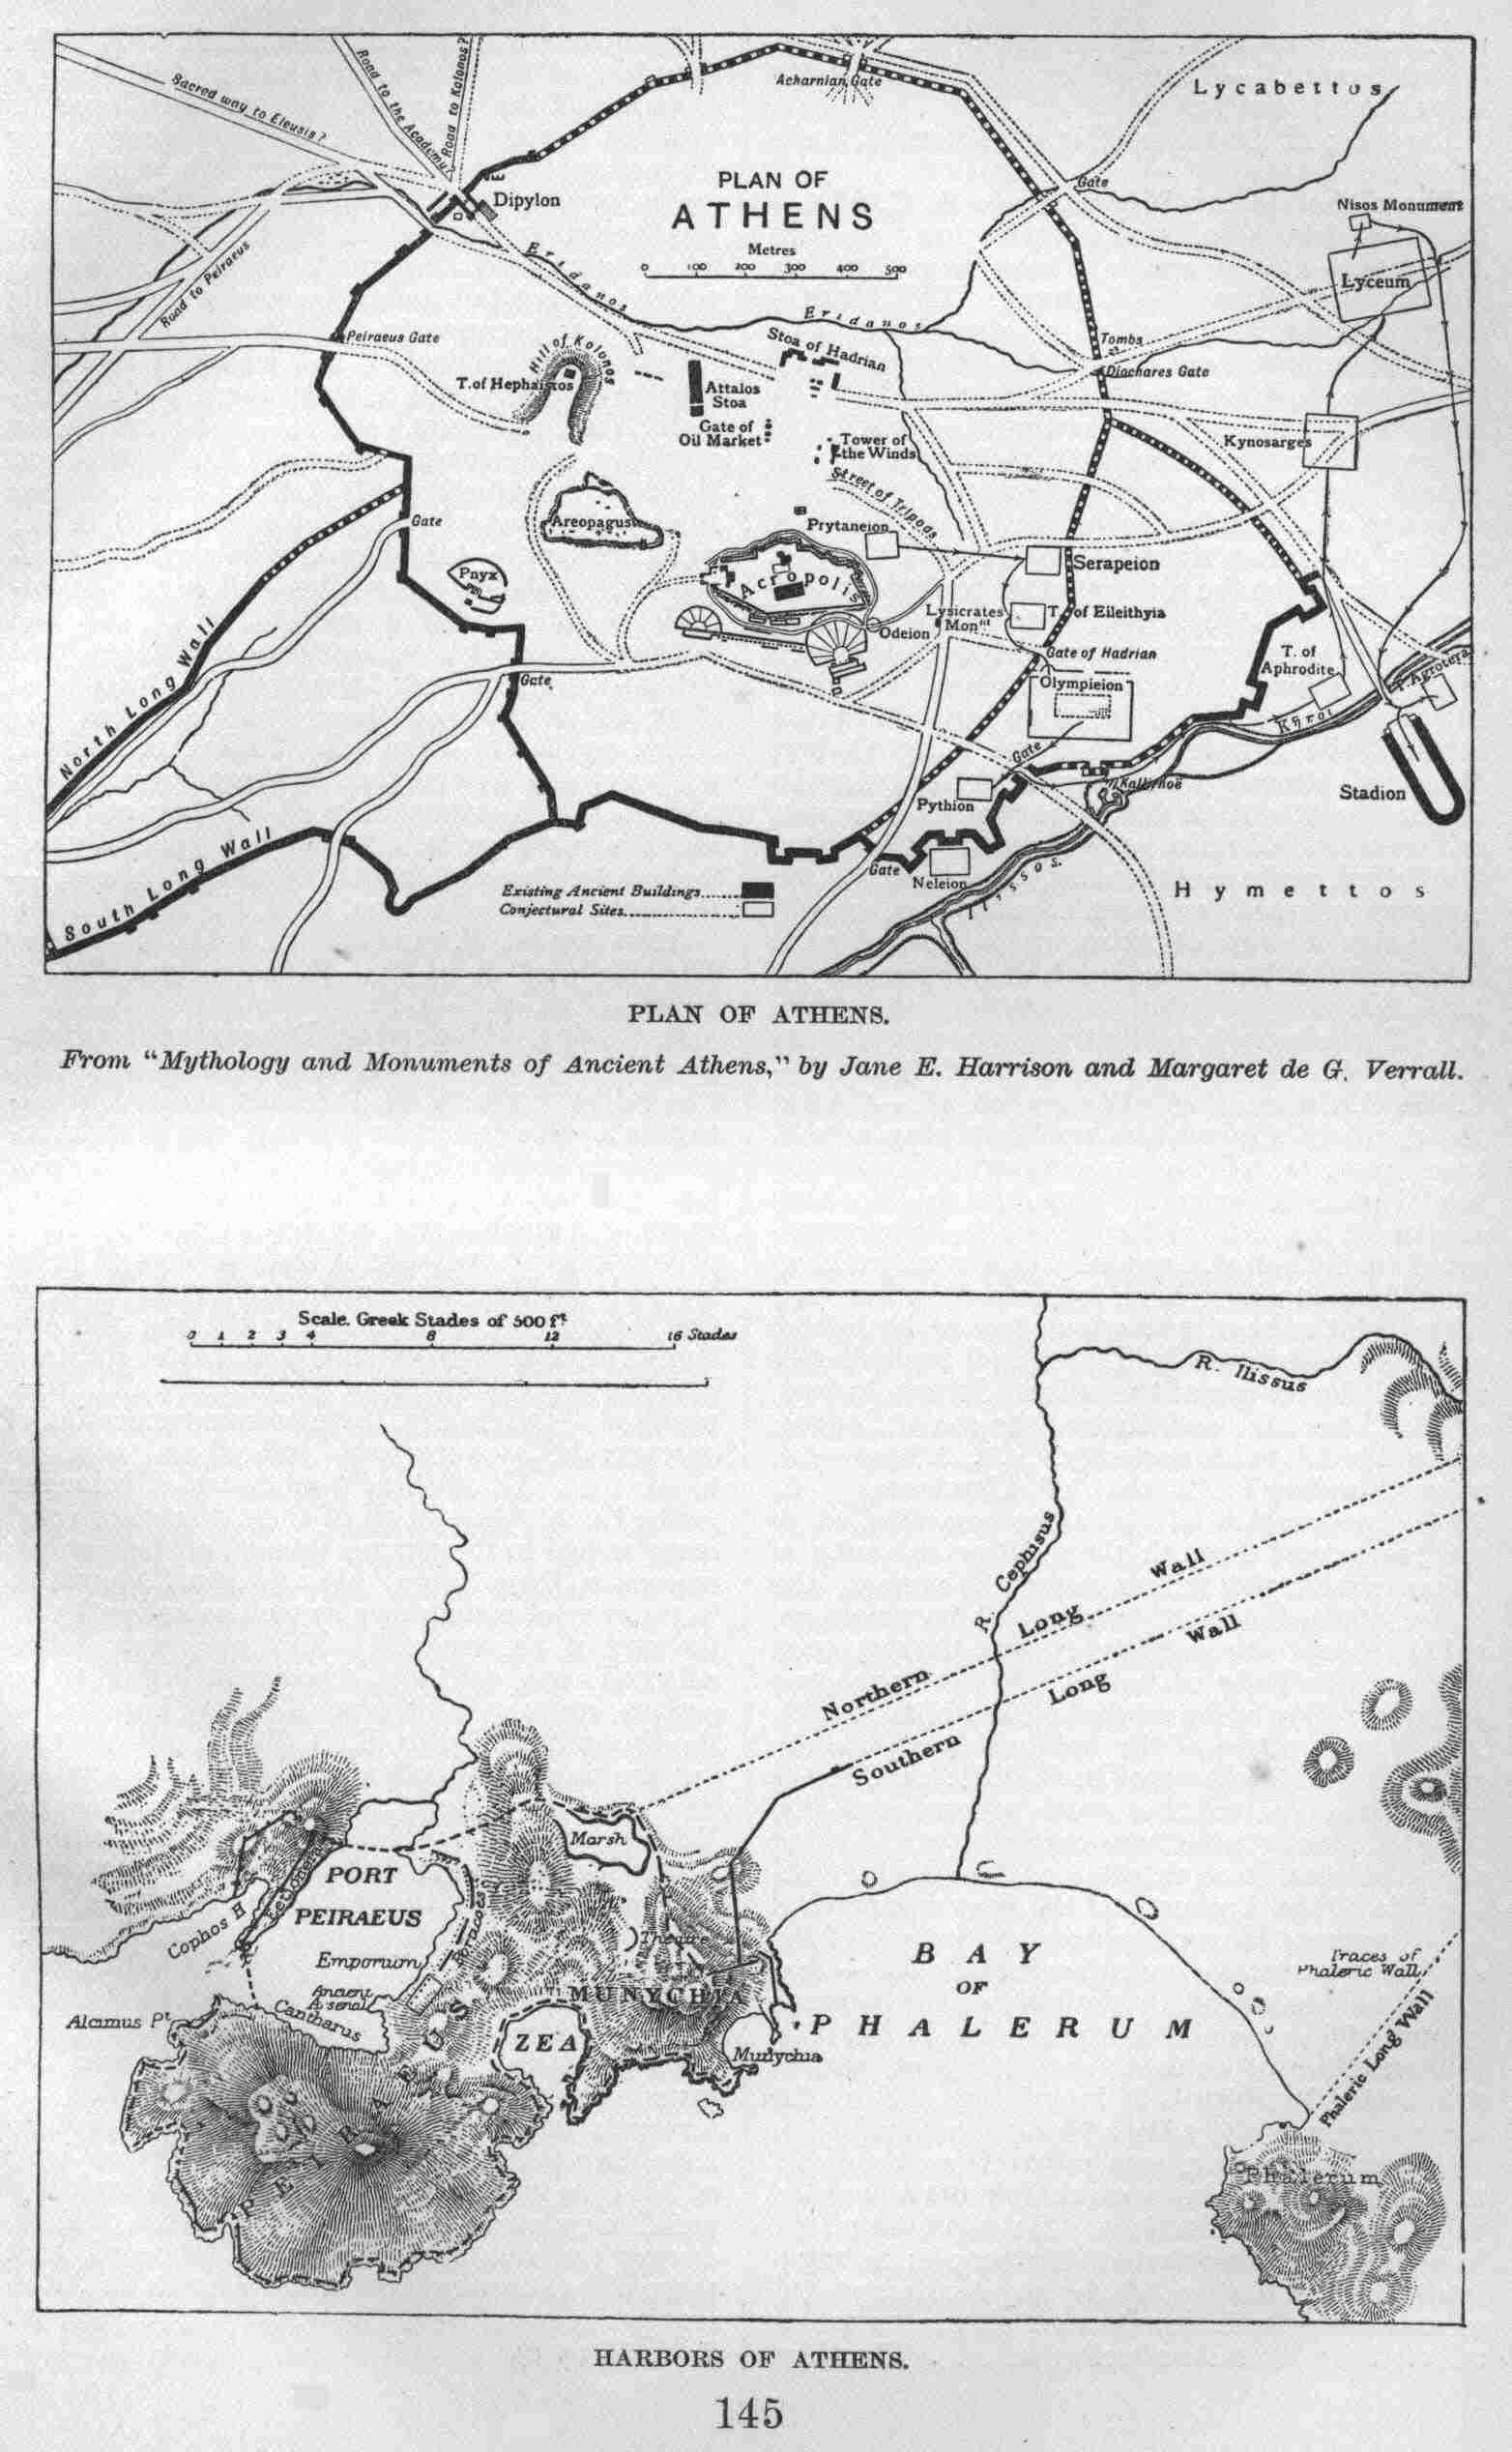 Sacred way to Eleusis?
Road to the Academy
Road to Kolonos?
Acharnian Gate
Lycabettos
PLAN OF
ATHENS
Metres
0 100 200 300 400 500
Dipylon
Gate
Nisos Monument
Lyceum
Road to Peiraeus
Eridanos
Eridanos
Peiraeus Gate
Hill of Kolonos
T. of Hephaistos
Stoa of Hadrian
Tombs
Diochares Gate
Attalos
Stoa
Gate of
Oil Market
Tower of
the Winds
Kynosarges
Street of Tripods
Gate
Areopagus
Prytaneion
Pnyx
Acropolis
Serapeion
Lysicrates
Mon
T. of Eileithyia
Odeion
Gate of Hadrian
T. of
Aphrodite
T. Agrotera
North Long Wall
Gate
Olympieion
Gate
Kallirhoë
Pythion
Stadion
South Long Wall
Gate
Neleion
Ilissos.
Hymettos
Existing Ancient Buildings
Conjectural Sites
PLAN OF ATHENS.
From "Mythology and Monuments of Ancient Athens," by Jane E. Harrison and Margaret de G. Verrall.
Scale. Greek Stades of 500 ft
0 1 2 3 4 8 12 16 Stades
R. Ilissus
R. Cephisus
Northern Long Wall
Southern Long Wall
Marsh
PORT
PEIRAEUS
Cophos H
Emporium
Theatre
Ancient
Arsenal
Cantharus
Alcimus Pt
MUNYCHIA
ZEA
Munychia
BAY
OF
PHALERUM
Traces of
Phaleric Wall
Phaleric Long Wall
PEIRAEUS
Phalerum
HARBORS OF ATHENS.
145